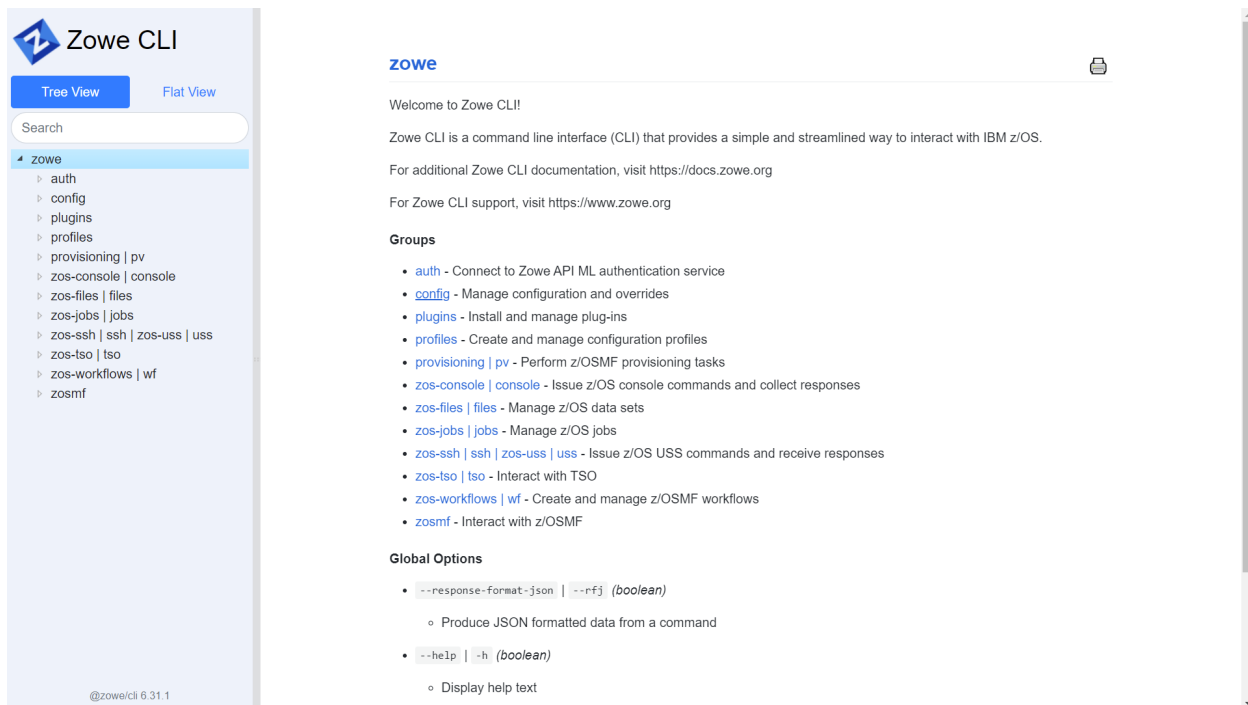 Zowe CLI
Tree View
Flat View
Search
zowe
auth
config
plugins
profiles
provisioning | pv
zos-console | console
zos-files | files
zos-jobs | jobs
zos-ssh | ssh | zos-uss | uss
zos-tso | tso
zos-workflows | wf
zosmf
@zowe/cli 6.31.1
zowe
Welcome to Zowe CLI!
Zowe CLI is a command line interface (CLI) that provides a simple and streamlined way to interact with IBM z/OS.
For additional Zowe CLI documentation, visit https://docs.zowe.org
For Zowe CLI support, visit https://www.zowe.org
Groups
auth - Connect to Zowe API ML authentication service
config - Manage configuration and overrides
plugins - Install and manage plug-ins
profiles - Create and manage configuration profiles
provisioning | pv - Perform z/OSMF provisioning tasks
zos-console | console - Issue z/OS console commands and collect responses
zos-files | files - Manage z/OS data sets
zos-jobs | jobs - Manage z/OS jobs
zos-ssh | ssh | zos-uss | uss - Issue z/OS USS commands and receive responses
zos-tso | tso - Interact with TSO
zos-workflows | wf - Create and manage z/OSMF workflows
zosmf - Interact with z/OSMF
Global Options
--response-format-json | --rfj (boolean)
Produce JSON formatted data from a command
--help | -h (boolean)
Display help text